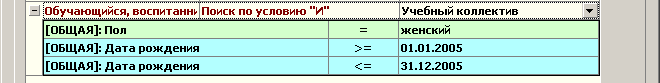 Обучающийся, воспитанни Поиск по условию "И" Учебный коллектив
[ОБЩАЯ]: Пол = женский
[ОБЩАЯ]: Дата рождения >= 01.01.2005
[ОБЩАЯ]: Дата рождения <= 31.12.2005